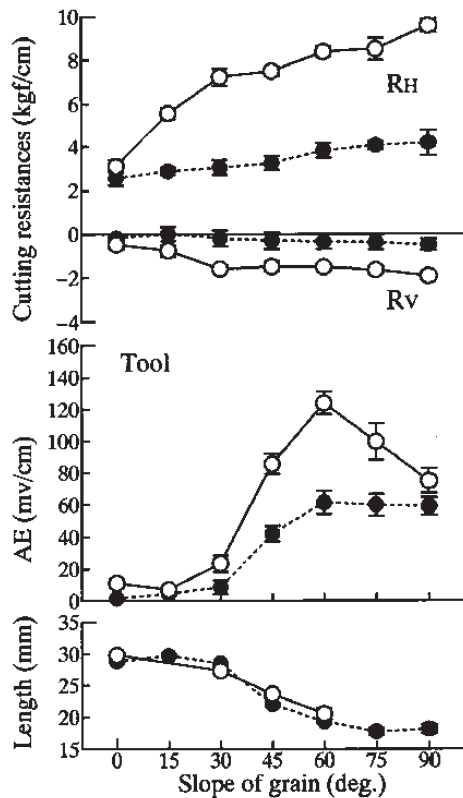 Cutting resistances (kgf/cm)
10
8
6
4
2
0
−2
−4
RH
RV
AE (mv/cm)
160
140
120
100
80
60
40
20
0
Tool
Length (mm)
35
30
25
20
15
0 15 30 45 60 75 90
Slope of grain (deg.)